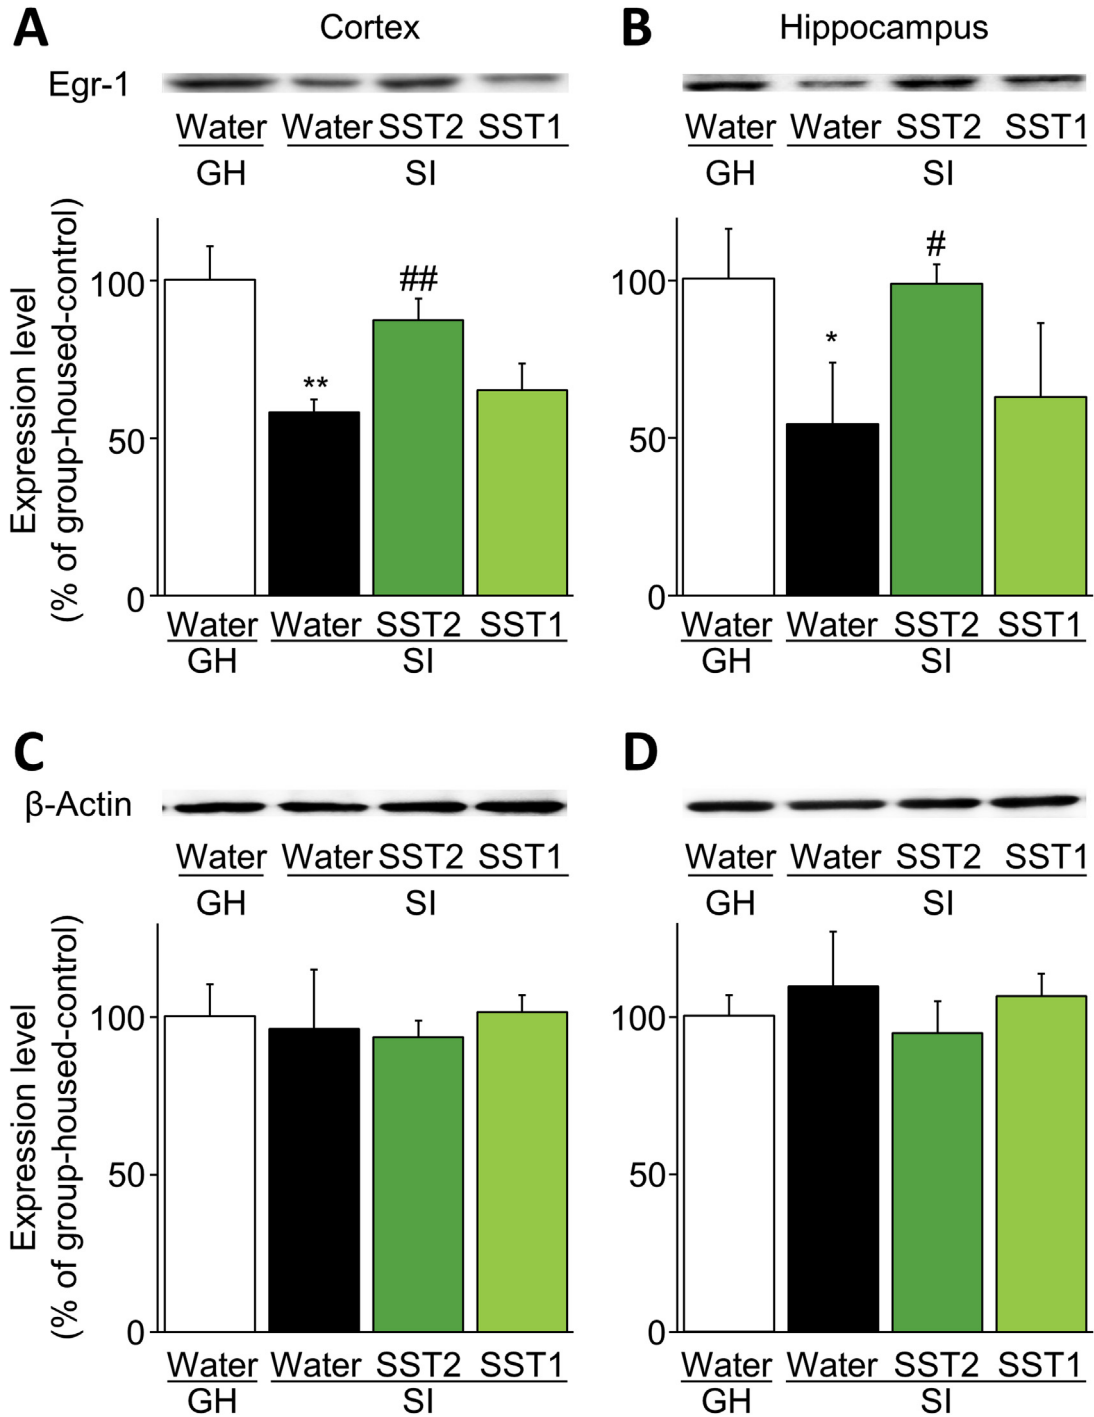 A Cortex B Hippocampus
Egr-1
Water Water SST2 SST1 Water Water SST2 SST1
GH SI GH SI
Expression level
(% of group-housed-control)
100 ## 100 #
** *
50 50
0 0
Water Water SST2 SST1 Water Water SST2 SST1
GH SI GH SI
C D
β-Actin
Water Water SST2 SST1 Water Water SST2 SST1
GH SI GH SI
Expression level
(% of group-housed-control)
100 100
50 50
0 0
Water Water SST2 SST1 Water Water SST2 SST1
GH SI GH SI